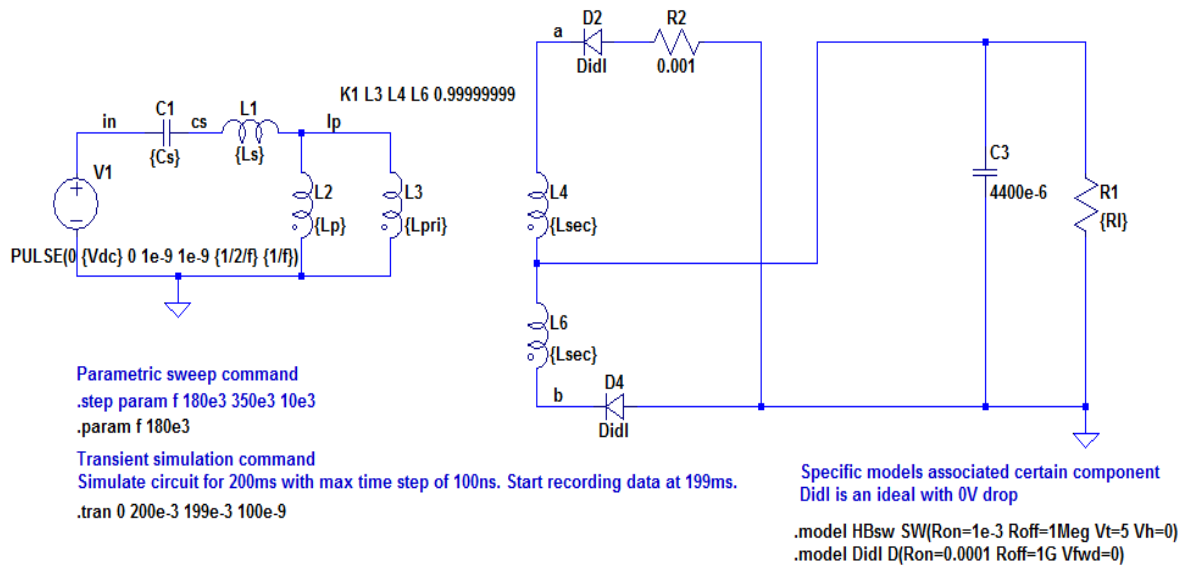 D2
R2
a
Didl
0.001
K1 L3 L4 L6 0.99999999
C1
L1
in
cs
lp
{Cs}
{Ls}
V1
L2
L3
{Lp}
{Lpri}
L4
{Lsec}
C3
4400e-6
R1
{Rl}
PULSE(0 {Vdc} 0 1e-9 1e-9 {1/2/f} {1/f})
L6
{Lsec}
b
D4
Didl
Parametric sweep command
.step param f 180e3 350e3 10e3
.param f 180e3
Transient simulation command
Simulate circuit for 200ms with max time step of 100ns. Start recording data at 199ms.
.tran 0 200e-3 199e-3 100e-9
Specific models associated certain component
Didl is an ideal with 0V drop
.model HBsw SW(Ron=1e-3 Roff=1Meg Vt=5 Vh=0)
.model Didl D(Ron=0.0001 Roff=1G Vfwd=0)